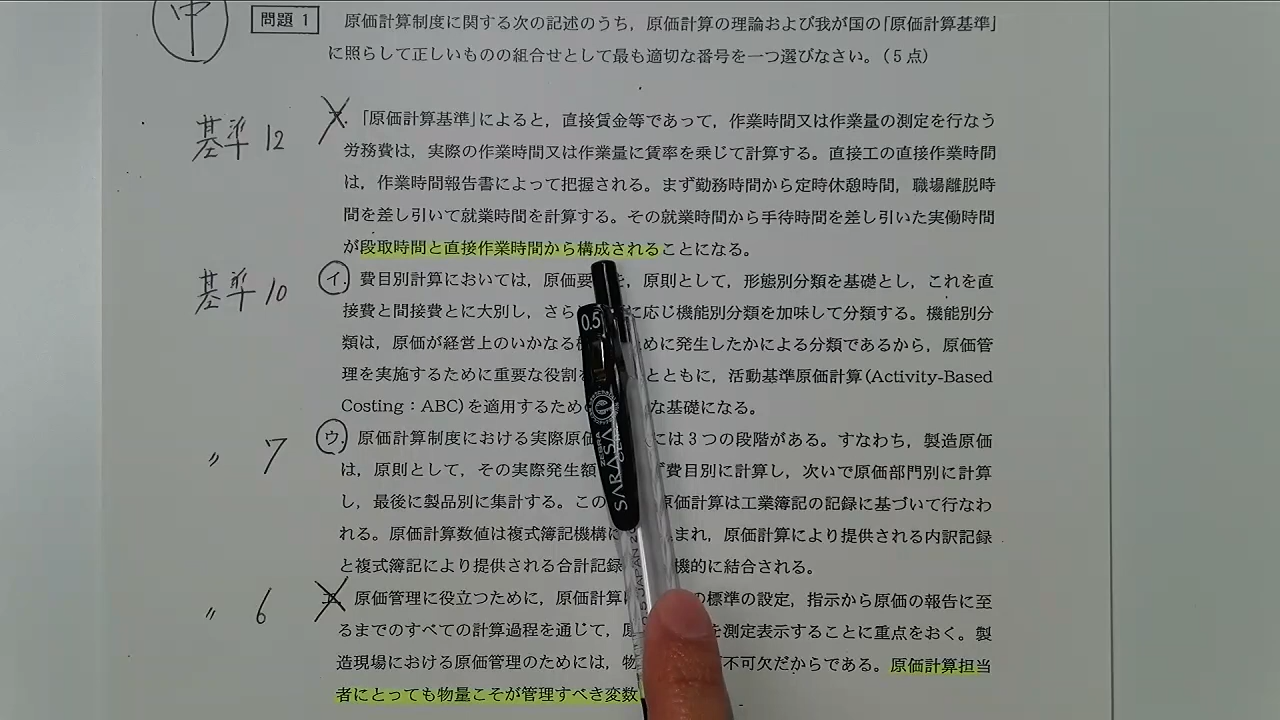 中
問題 1
原価計算制度に関する次の記述のうち，原価計算の理論および我が国の「原価計算基準」
に照らして正しいものの組合せとして最も適切な番号を一つ選びなさい。（5点）
基準 12
「原価計算基準」によると，直接賃金等であって，作業時間又は作業量の測定を行なう
労務費は，実際の作業時間又は作業量に賃率を乗じて計算する。直接工の直接作業時間
は，作業時間報告書によって把握される。まず勤務時間から定時休憩時間，職場離脱時
間を差し引いて就業時間を計算する。その就業時間から手待時間を差し引いた実働時間
が段取時間と直接作業時間から構成されることになる。
基準 10
イ．費目別計算においては，原価要 ，原則として，形態別分類を基礎とし，これを直
接費と間接費とに大別し，さら に応じ機能別分類を加味して分類する。機能別分
類は，原価が経営上のいかなる めに発生したかによる分類であるから，原価管
理を実施するために重要な役割 とともに，活動基準原価計算(Activity-Based
Costing：ABC)を適用するため な基礎になる。
〃 7
ウ．原価計算制度における実際原価 には3つの段階がある。すなわち，製造原価
は，原則として，その実際発生額 費目別に計算し，次いで原価部門別に計算
し，最後に製品別に集計する。この 原価計算は工業簿記の記録に基づいて行なわ
れる。原価計算数値は複式簿記機構に まれ，原価計算により提供される内訳記録
と複式簿記により提供される合計記録 機的に結合される。
〃 6
原価管理に役立つために，原価計算 の標準の設定，指示から原価の報告に至
るまでのすべての計算過程を通じて， を測定表示することに重点をおく。製
造現場における原価管理のためには，物 不可欠だからである。原価計算担当
者にとっても物量こそが管理すべき変数
0.5
ZEBRA
SARASA
JAPAN